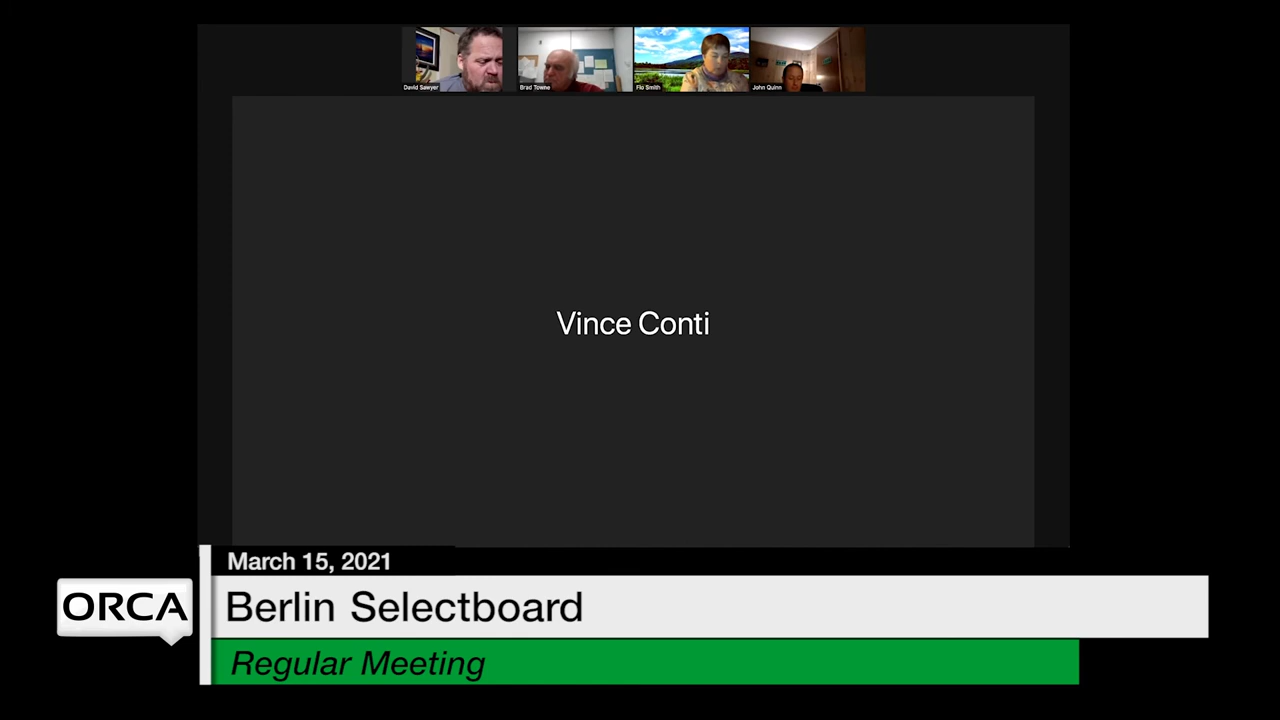 David Sawyer
Brad Towne
Flo Smith
John Quinn
Vince Conti
March 15, 2021
ORCA
Berlin Selectboard
Regular Meeting